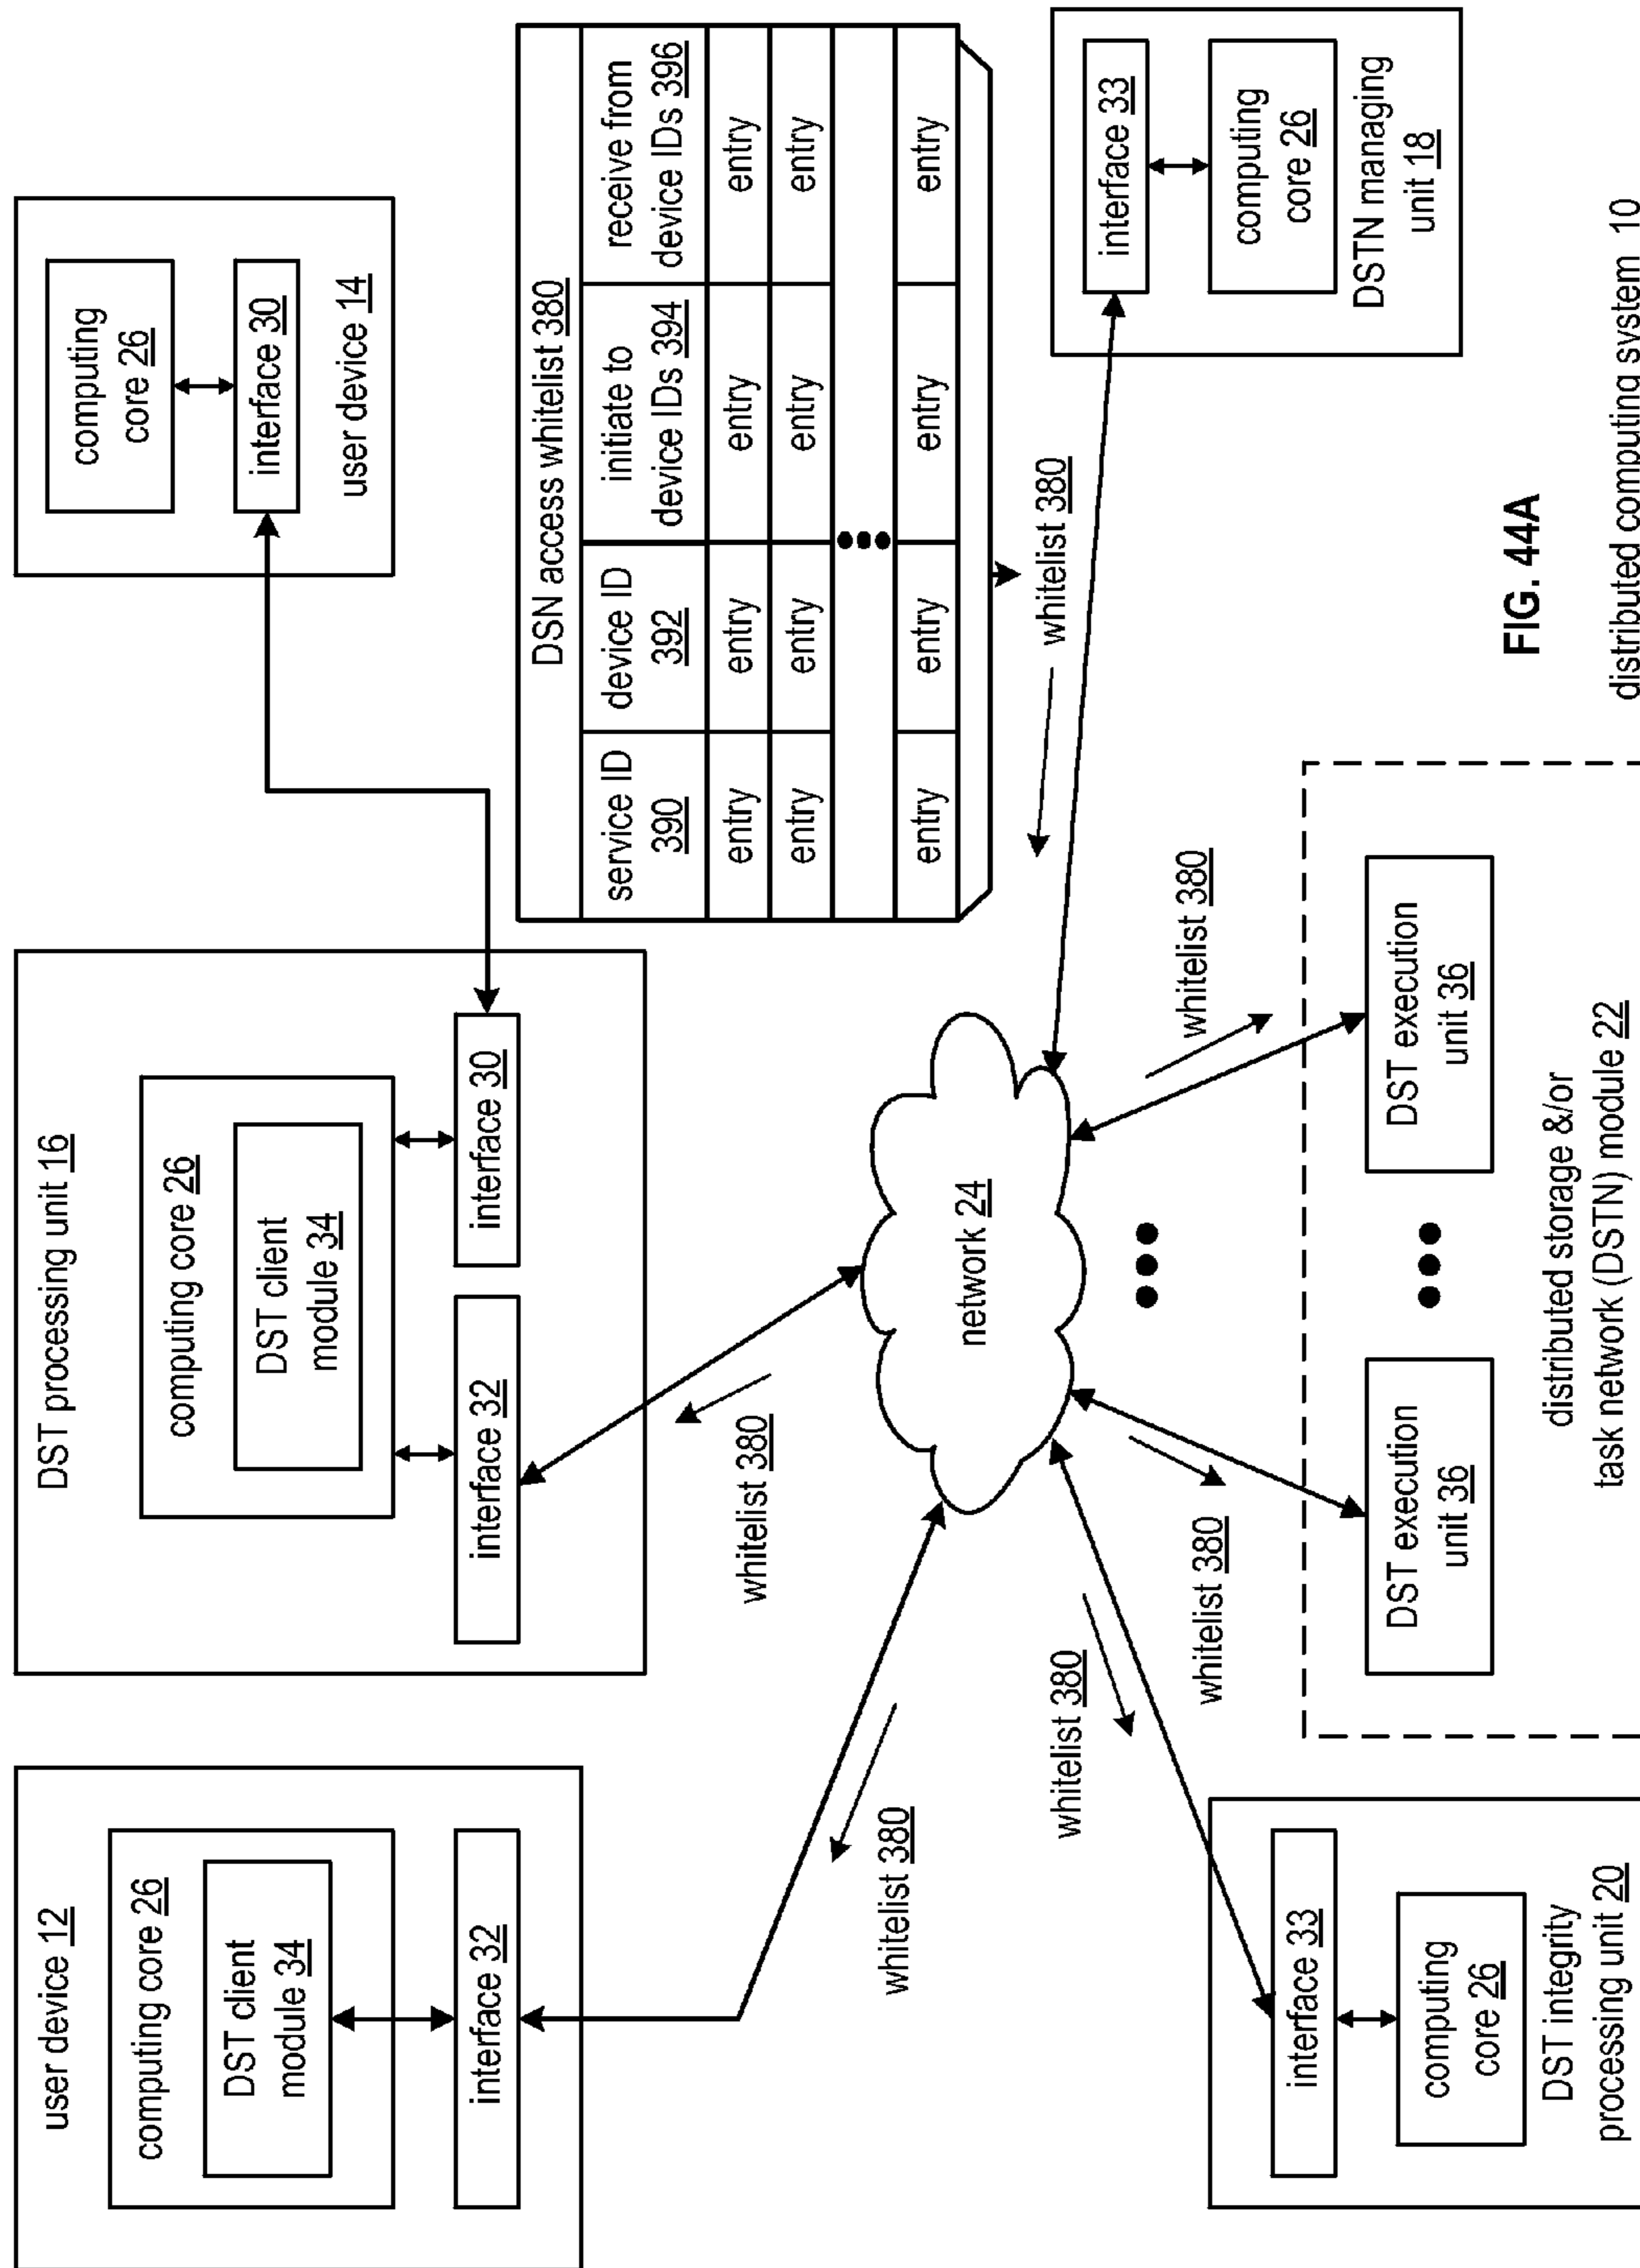 user device 12
computing core 26
DST client
module 34
interface 32
DST processing unit 16
computing core 26
DST client
module 34
interface 32
interface 30
computing
core 26
interface 30
user device 14
DSN access whitelist 380
service ID
390
device ID
392
initiate to
device IDs 394
receive from
device IDs 396
entry
entry
entry
entry
entry
entry
entry
entry
entry
entry
entry
entry
whitelist 380
whitelist 380
whitelist 380
network 24
whitelist 380
whitelist 380
whitelist 380
interface 33
computing
core 26
DST integrity
processing unit 20
DST execution
unit 36
DST execution
unit 36
distributed storage &/or
task network (DSTN) module 22
interface 33
computing
core 26
DSTN managing
unit 18
FIG. 44A
distributed computing system 10